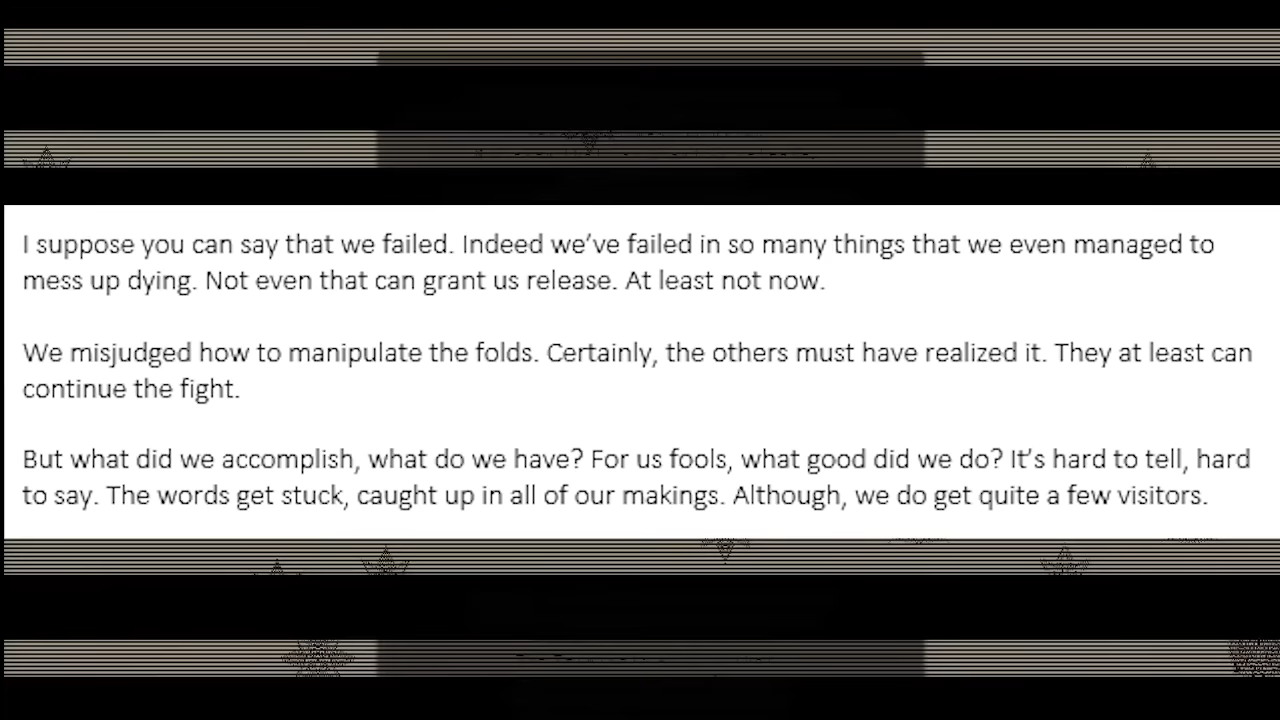 I suppose you can say that we failed. Indeed we’ve failed in so many things that we even managed to
mess up dying. Not even that can grant us release. At least not now.
We misjudged how to manipulate the folds. Certainly, the others must have realized it. They at least can
continue the fight.
But what did we accomplish, what do we have? For us fools, what good did we do? It’s hard to tell, hard
to say. The words get stuck, caught up in all of our makings. Although, we do get quite a few visitors.